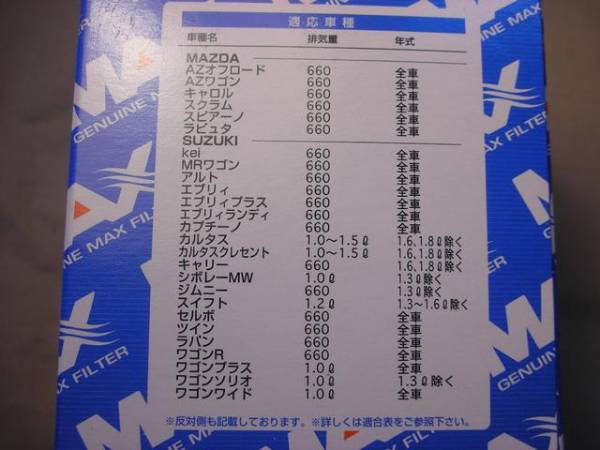 適応車種
車種名 排気量 年式
MAZDA
AZオフロード 660 全車
AZワゴン 660 全車
キャロル 660 全車
スクラム 660 全車
スピアーノ 660 全車
ラピュタ 660 全車
SUZUKI
kei 660 全車
MRワゴン 660 全車
アルト 660 全車
エブリィ 660 全車
エブリィプラス 660 全車
エブリィランディ 660 全車
カプチーノ 660 全車
カルタス 1.0〜1.5ℓ 1.6、1.8ℓ除く
カルタスクレセント 1.0〜1.5ℓ 1.6、1.8ℓ除く
キャリー 660 1.6、1.8ℓ除く
シボレーMW 1.0ℓ 1.3ℓ除く
ジムニー 660 1.3ℓ除く
スイフト 1.2ℓ 1.3〜1.6ℓ除く
セルボ 660 全車
ツイン 660 全車
ラパン 660 全車
ワゴンR 660 全車
ワゴンプラス 1.0ℓ 全車
ワゴンソリオ 1.0ℓ 1.3ℓ除く
ワゴンワイド 1.0ℓ 全車
※反対側も記載しております。※詳しくは適合表をご参照下さい。
GENUINE MAX FILTER
MAX FILTER
GENUINE MAX FILTER
INE MAX FILTER